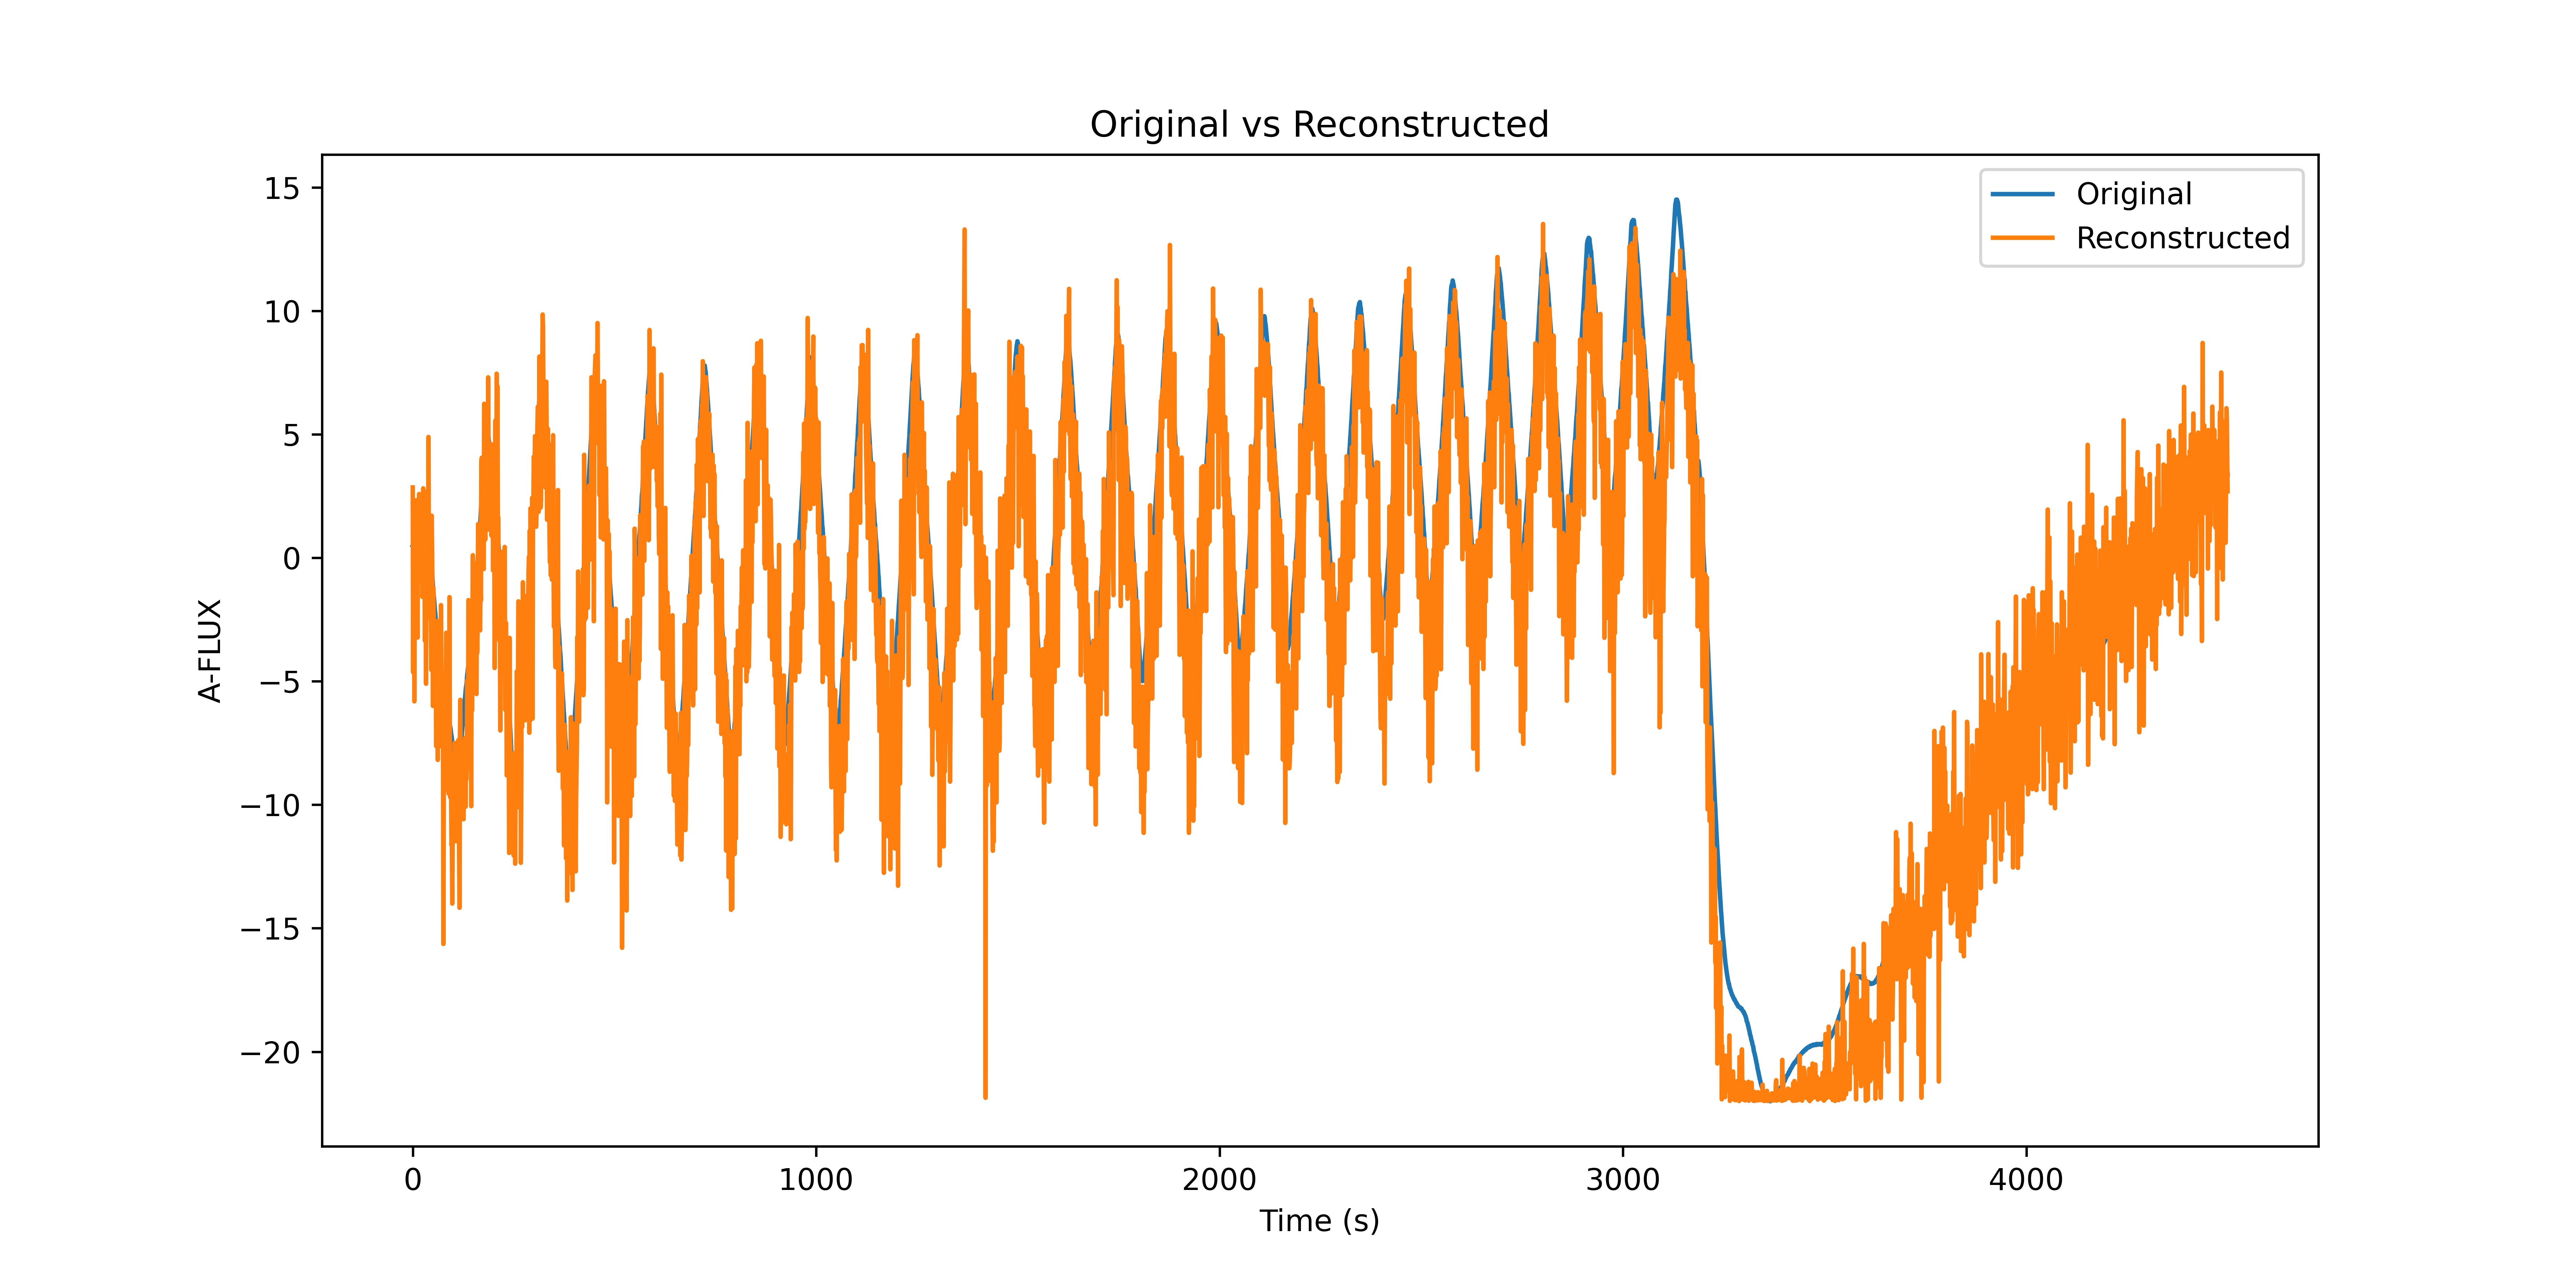 Original vs Reconstructed
Original
Reconstructed
A-FLUX
15
10
5
0
−5
−10
−15
−20
0 1000 2000 3000 4000
Time (s)